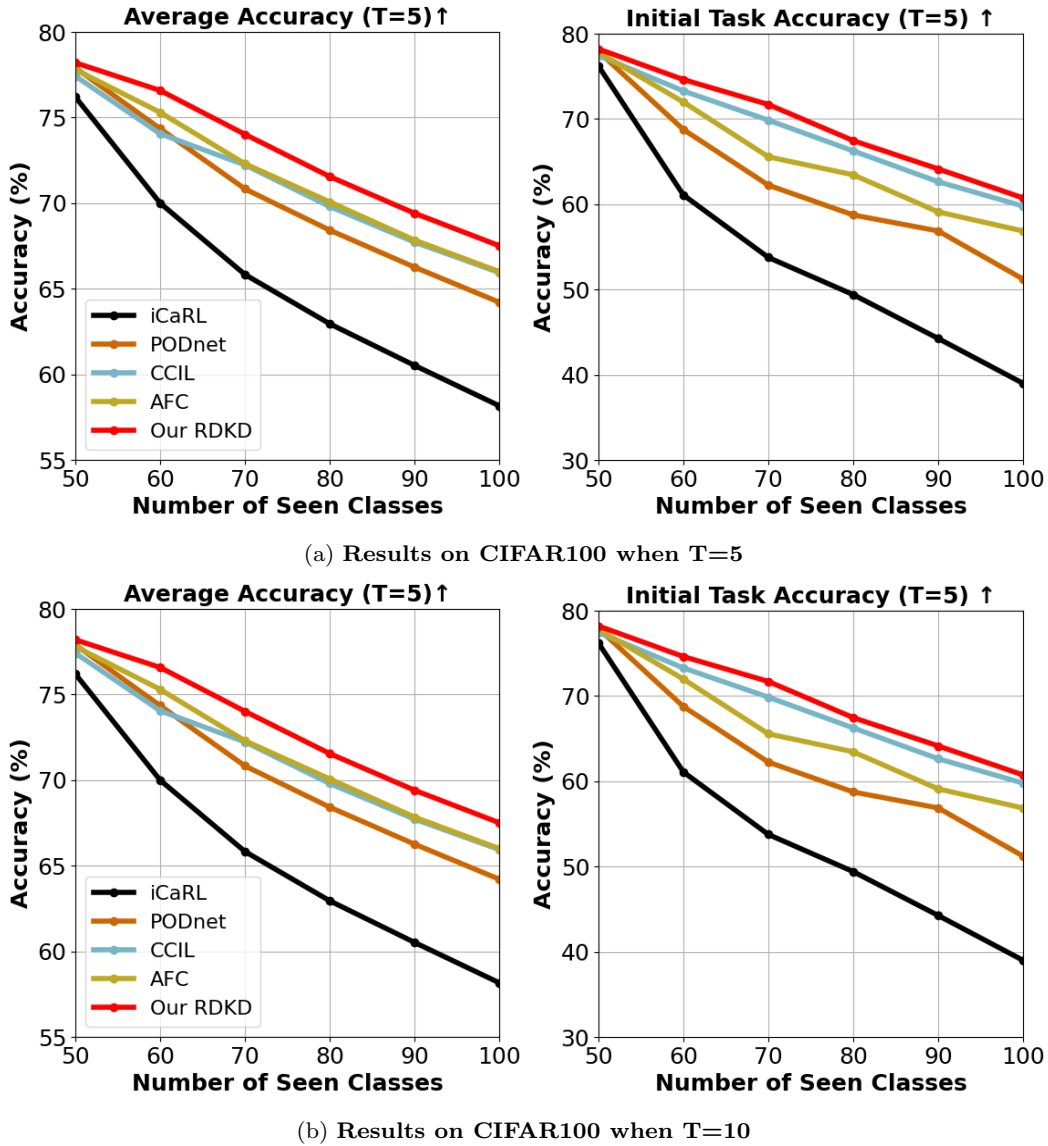 Average Accuracy (T=5)↑
80
75
70
65
60
55
Accuracy (%)
iCaRL
PODnet
CCIL
AFC
Our RDKD
50 60 70 80 90 100
Number of Seen Classes
Initial Task Accuracy (T=5) ↑
80
70
60
50
40
30
Accuracy (%)
50 60 70 80 90 100
Number of Seen Classes
(a) Results on CIFAR100 when T=5
Average Accuracy (T=5)↑
80
75
70
65
60
55
Accuracy (%)
iCaRL
PODnet
CCIL
AFC
Our RDKD
50 60 70 80 90 100
Number of Seen Classes
Initial Task Accuracy (T=5) ↑
80
70
60
50
40
30
Accuracy (%)
50 60 70 80 90 100
Number of Seen Classes
(b) Results on CIFAR100 when T=10